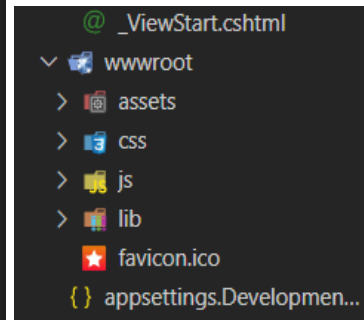 _ViewStart.cshtml
wwwroot
assets
css
js
lib
favicon.ico
{ } appsettings.Developmen...